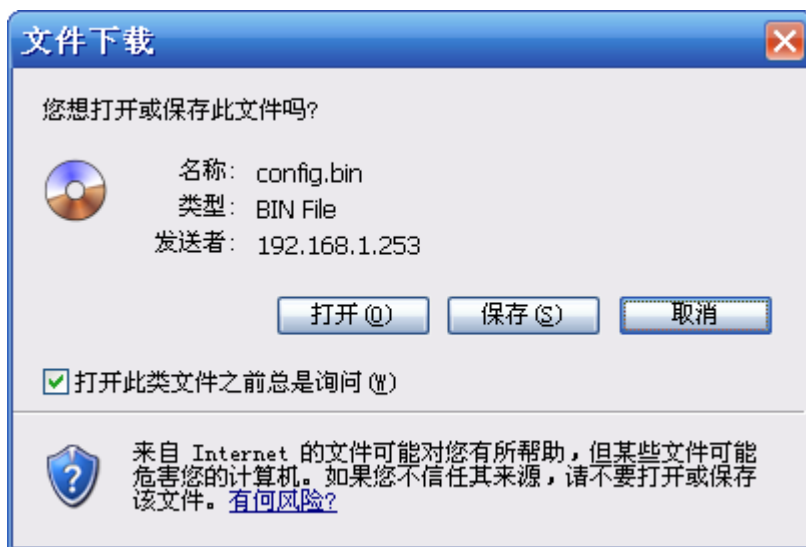 文件下载
您想打开或保存此文件吗?
名称: config.bin
类型: BIN File
发送者: 192.168.1.253
打开(O) 保存(S) 取消
打开此类文件之前总是询问(W)
来自 Internet 的文件可能对您有所帮助,但某些文件可能
危害您的计算机。如果您不信任其来源,请不要打开或保存
该文件。有何风险?